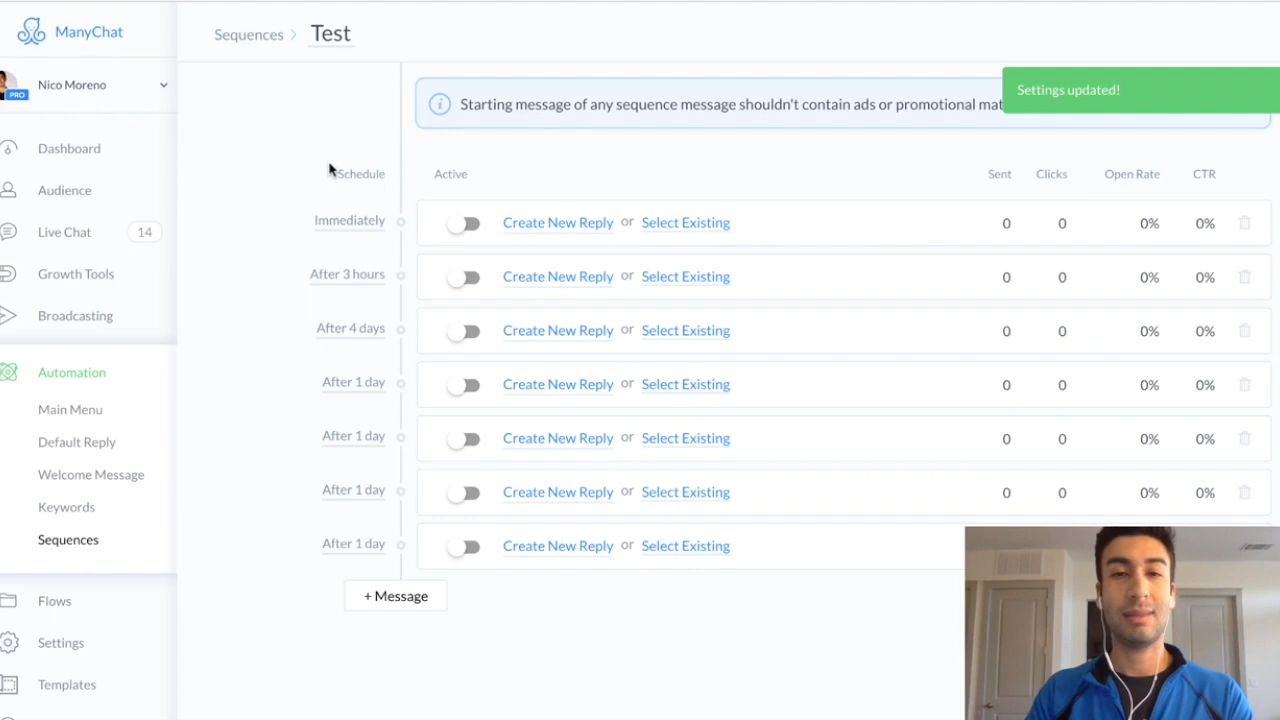 ManyChat
Sequences > Test
Nico Moreno
PRO
Settings updated!
Starting message of any sequence message shouldn't contain ads or promotional mat
Dashboard
Audience
Live Chat 14
Growth Tools
Broadcasting
Automation
Main Menu
Default Reply
Welcome Message
Keywords
Sequences
Flows
Settings
Templates
Schedule Active Sent Clicks Open Rate CTR
Immediately Create New Reply or Select Existing 0 0 0% 0%
After 3 hours Create New Reply or Select Existing 0 0 0% 0%
After 4 days Create New Reply or Select Existing 0 0 0% 0%
After 1 day Create New Reply or Select Existing 0 0 0% 0%
After 1 day Create New Reply or Select Existing 0 0 0% 0%
After 1 day Create New Reply or Select Existing 0 0 0% 0%
After 1 day Create New Reply or Select Existing
+ Message